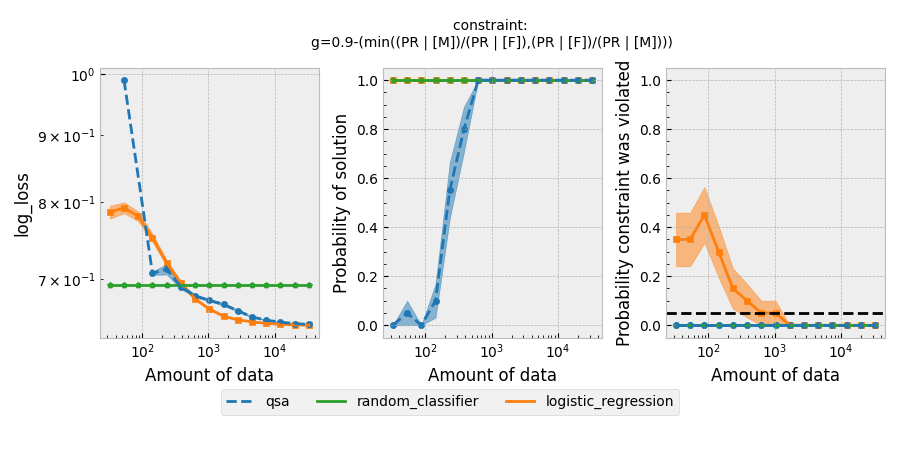 constraint:
g=0.9-(min((PR | [M])/(PR | [F]),(PR | [F])/(PR | [M])))
log_loss
10⁰
9 × 10⁻¹
8 × 10⁻¹
7 × 10⁻¹
10² 10³ 10⁴
Amount of data
Probability of solution
1.0
0.8
0.6
0.4
0.2
0.0
10² 10³ 10⁴
Amount of data
Probability constraint was violated
1.0
0.8
0.6
0.4
0.2
0.0
10² 10³ 10⁴
Amount of data
qsa random_classifier logistic_regression